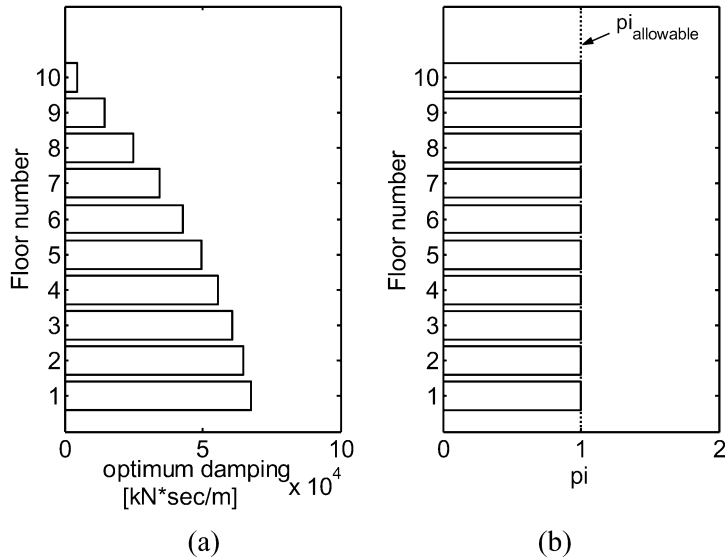 10
9
8
7
6
5
4
3
2
1
Floor number
0
5
10
optimum damping
x 10^4
[kN*sec/m]
(a)
pi_allowable
10
9
8
7
6
5
4
3
2
1
Floor number
0
1
2
pi
(b)